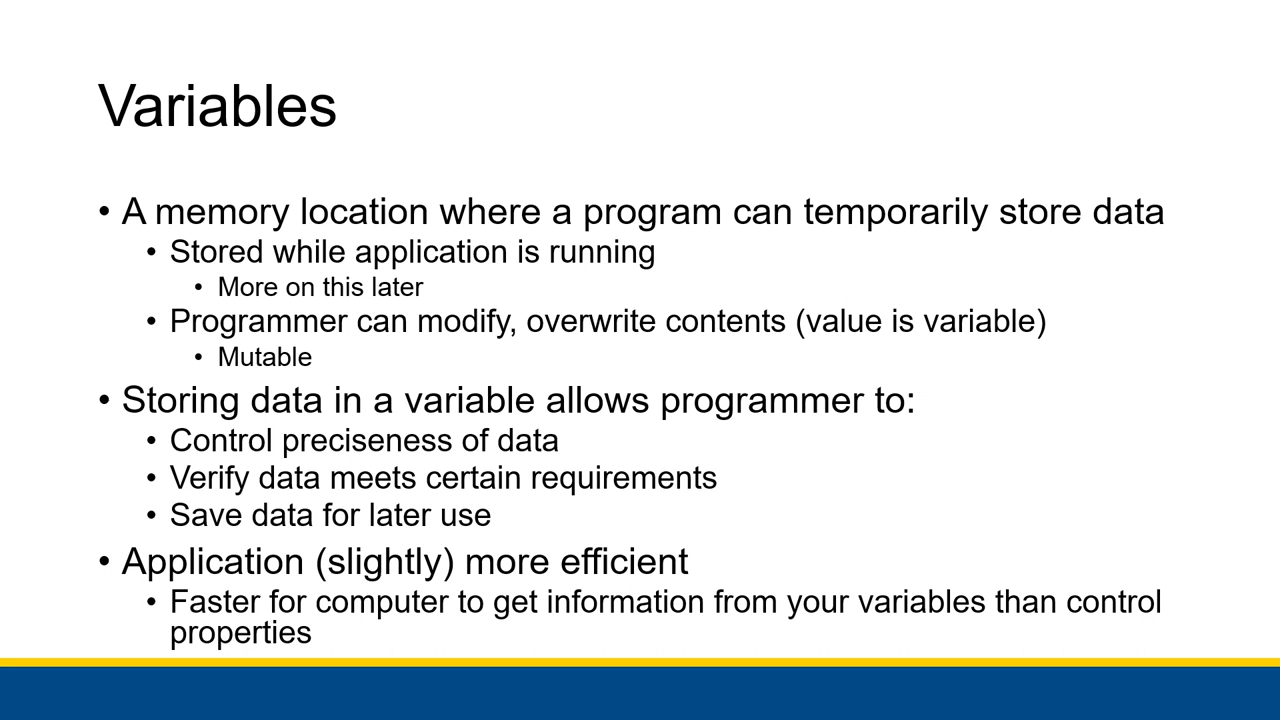 Variables
• A memory location where a program can temporarily store data
• Stored while application is running
• More on this later
• Programmer can modify, overwrite contents (value is variable)
• Mutable
• Storing data in a variable allows programmer to:
• Control preciseness of data
• Verify data meets certain requirements
• Save data for later use
• Application (slightly) more efficient
• Faster for computer to get information from your variables than control
properties